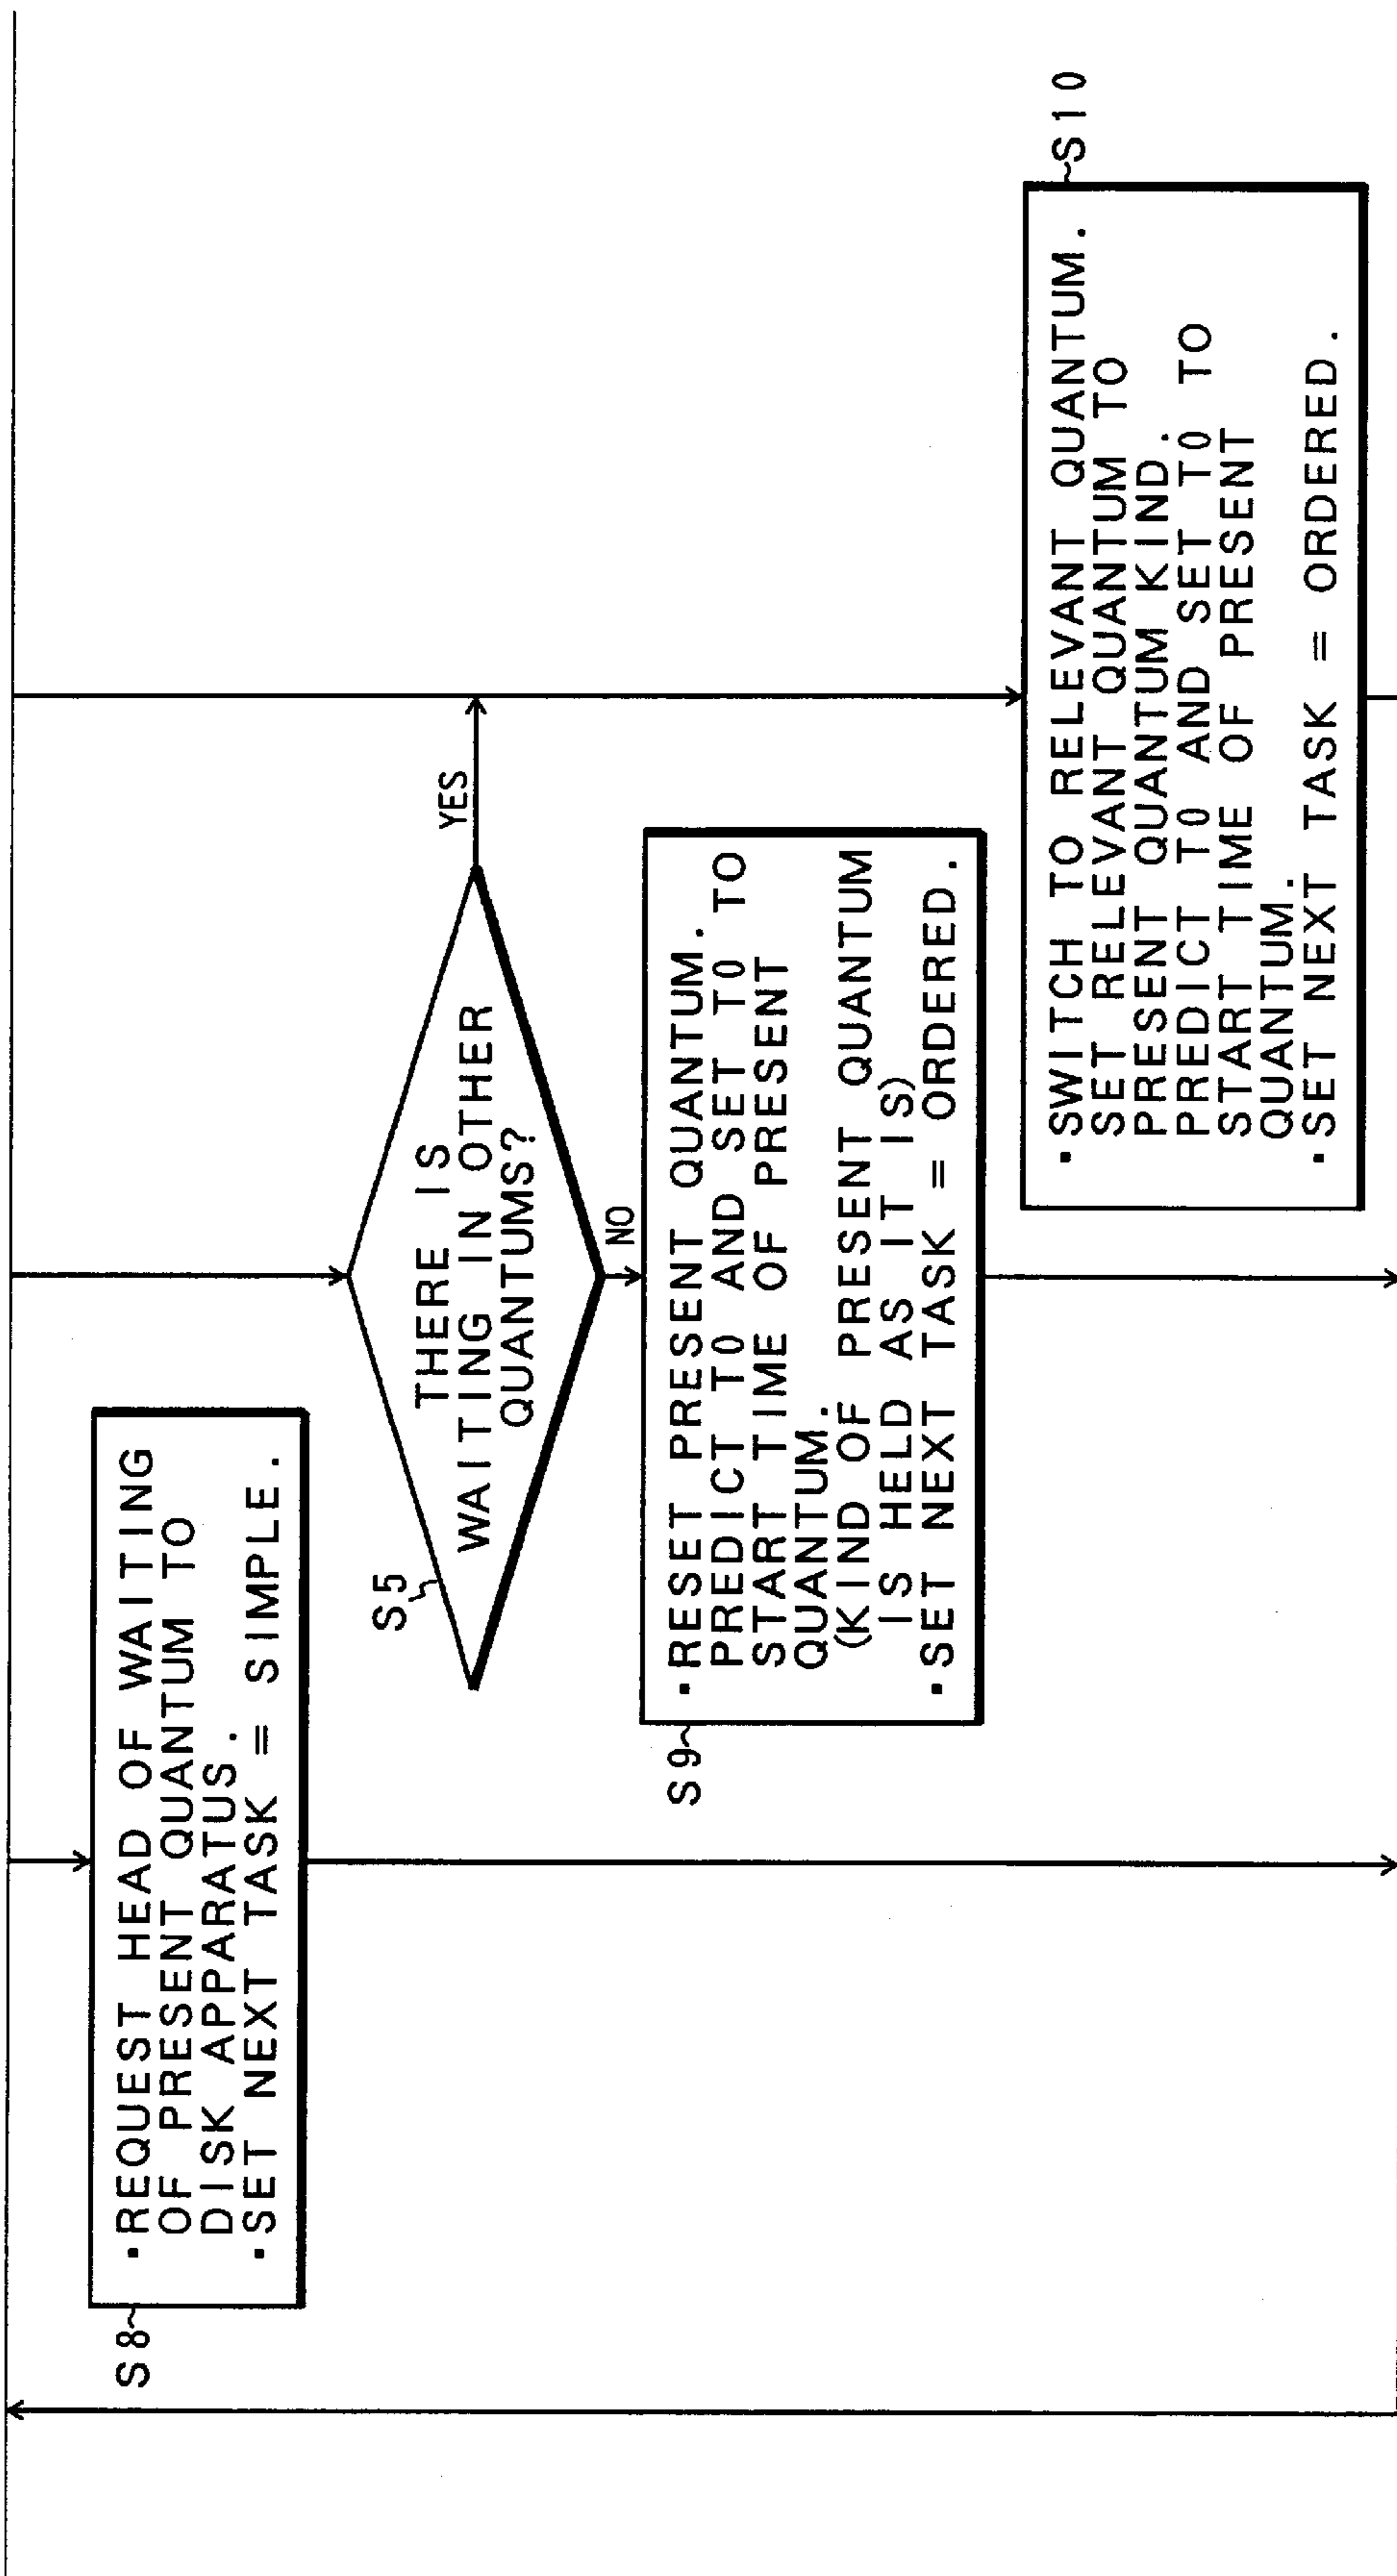 S8
·REQUEST HEAD OF WAITING
OF PRESENT QUANTUM TO
DISK APPARATUS.
·SET NEXT TASK = SIMPLE.
S5
THERE IS
WAITING IN OTHER
QUANTUMS?
YES
NO
S9
·RESET PRESENT QUANTUM.
PREDICT T0 AND SET T0 TO
START TIME OF PRESENT
QUANTUM.
(KIND OF PRESENT QUANTUM
IS HELD AS IT IS)
·SET NEXT TASK = ORDERED.
S10
·SWITCH TO RELEVANT QUANTUM.
SET RELEVANT QUANTUM TO
PRESENT QUANTUM KIND.
PREDICT T0 AND SET T0 TO
START TIME OF PRESENT
QUANTUM.
·SET NEXT TASK = ORDERED.